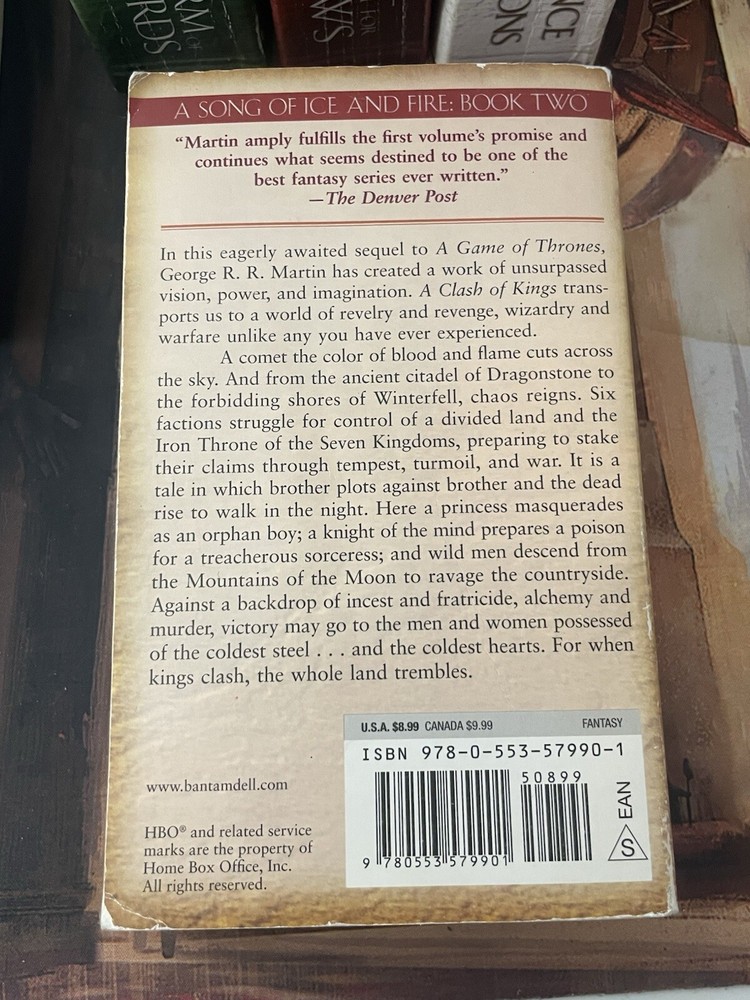 RM OF
RDS
FOR
WS
NCE
ONS
A SONG OF ICE AND FIRE: BOOK TWO
“Martin amply fulfills the first volume’s promise and
continues what seems destined to be one of the
best fantasy series ever written.”
—The Denver Post
In this eagerly awaited sequel to A Game of Thrones,
George R. R. Martin has created a work of unsurpassed
vision, power, and imagination. A Clash of Kings trans-
ports us to a world of revelry and revenge, wizardry and
warfare unlike any you have ever experienced.
A comet the color of blood and flame cuts across
the sky. And from the ancient citadel of Dragonstone to
the forbidding shores of Winterfell, chaos reigns. Six
factions struggle for control of a divided land and the
Iron Throne of the Seven Kingdoms, preparing to stake
their claims through tempest, turmoil, and war. It is a
tale in which brother plots against brother and the dead
rise to walk in the night. Here a princess masquerades
as an orphan boy; a knight of the mind prepares a poison
for a treacherous sorceress; and wild men descend from
the Mountains of the Moon to ravage the countryside.
Against a backdrop of incest and fratricide, alchemy and
murder, victory may go to the men and women possessed
of the coldest steel . . . and the coldest hearts. For when
kings clash, the whole land trembles.
U.S.A. $8.99 CANADA $9.99 FANTASY
ISBN 978-0-553-57990-1
50899
9 780553 579901
EAN
S
www.bantamdell.com
HBO® and related service
marks are the property of
Home Box Office, Inc.
All rights reserved.